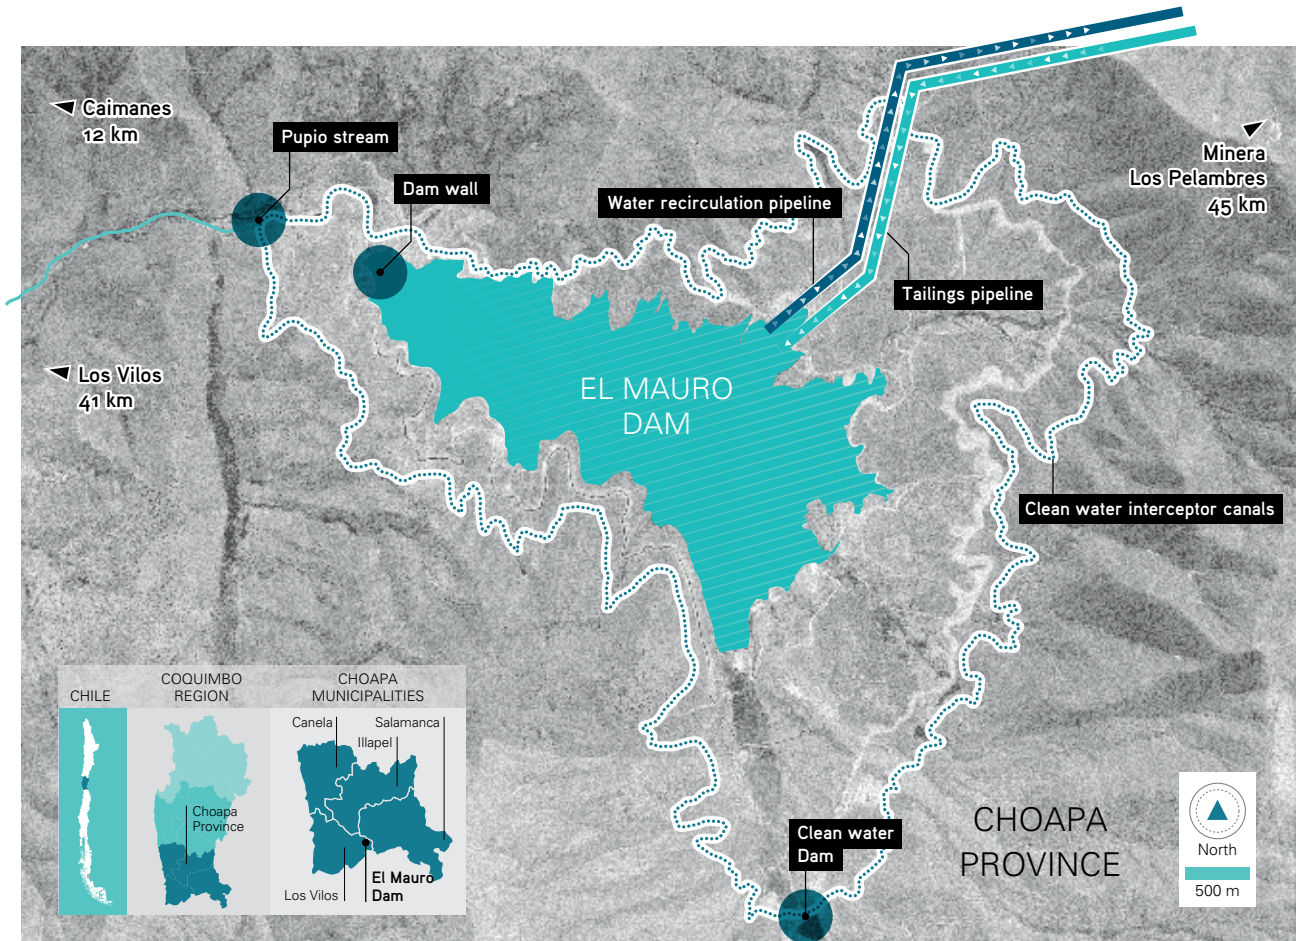 Caimanes
12 km
Pupio stream
Dam wall
Water recirculation pipeline
Minera
Los Pelambres
45 km
Tailings pipeline
Los Vilos
41 km
EL MAURO
DAM
Clean water interceptor canals
CHILE
COQUIMBO
REGION
CHOAPA
MUNICIPALITIES
Canela
Salamanca
Illapel
Choapa
Province
Los Vilos
El Mauro
Dam
Clean water
Dam
CHOAPA
PROVINCE
North
500 m